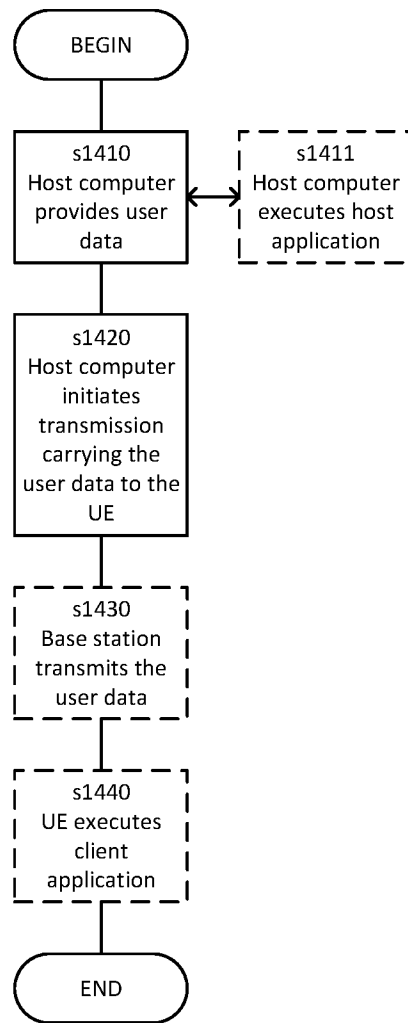 BEGIN
s1410
Host computer
provides user
data
s1411
Host computer
executes host
application
s1420
Host computer
initiates
transmission
carrying the
user data to the
UE
s1430
Base station
transmits the
user data
s1440
UE executes
client
application
END